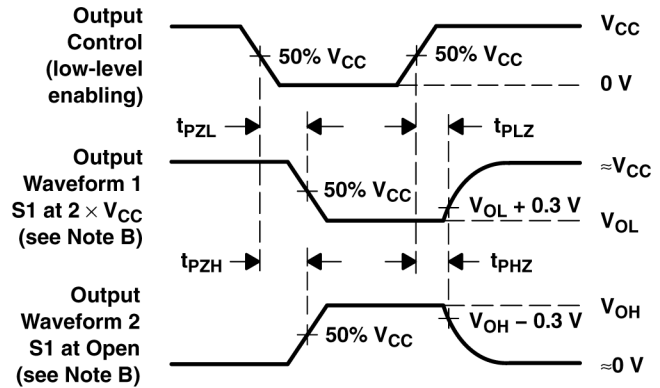 Output
Control
(low-level
enabling)
50% VCC
50% VCC
VCC
0 V
tPZL
tPLZ
Output
Waveform 1
S1 at 2 × VCC
(see Note B)
50% VCC
VOL + 0.3 V
≈VCC
VOL
tPZH
tPHZ
Output
Waveform 2
S1 at Open
(see Note B)
50% VCC
VOH − 0.3 V
VOH
≈0 V